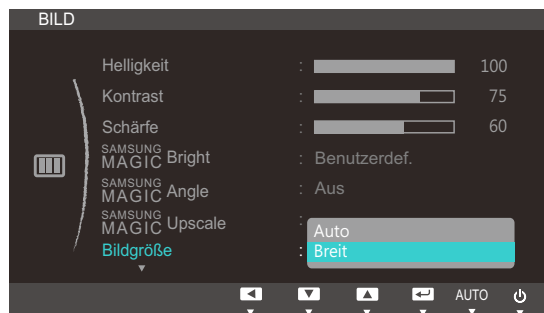 BILD
Helligkeit : 100
Kontrast : 75
Schärfe : 60
SAMSUNG MAGIC Bright : Benutzerdef.
SAMSUNG MAGIC Angle : Aus
SAMSUNG MAGIC Upscale :
Auto
Bildgröße : Breit
AUTO